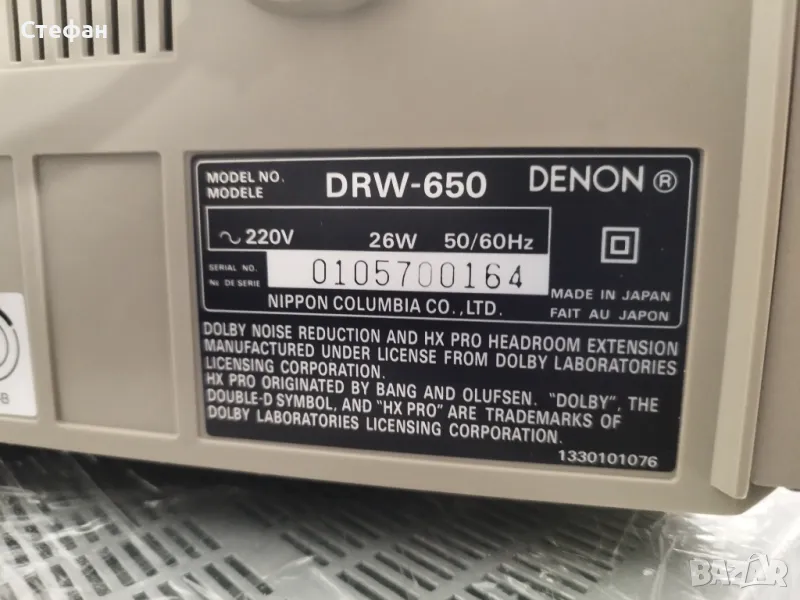 Стефан
MODEL NO.
MODELE
DRW-650
DENON ®
~ 220V 26W 50/60Hz
SERIAL NO.
No. DE SERIE
0105700164
NIPPON COLUMBIA CO.,LTD.
MADE IN JAPAN
FAIT AU JAPON
DOLBY NOISE REDUCTION AND HX PRO HEADROOM EXTENSION
MANUFACTURED UNDER LICENSE FROM DOLBY LABORATORIES
LICENSING CORPORATION.
HX PRO ORIGINATED BY BANG AND OLUFSEN. "DOLBY", THE
DOUBLE-D SYMBOL, AND "HX PRO" ARE TRADEMARKS OF
DOLBY LABORATORIES LICENSING CORPORATION.
1330101076
BAZAR.bg